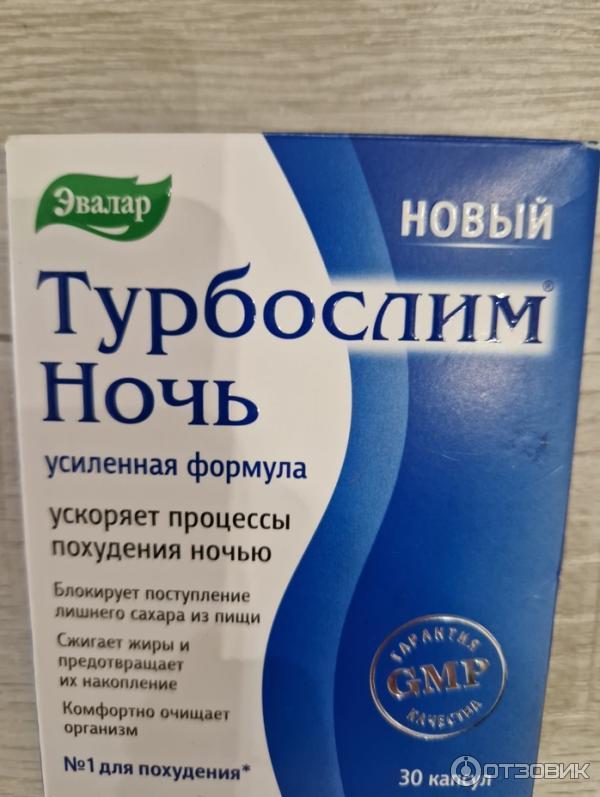 Эвалар
НОВЫЙ
Турбослим®
Ночь
усиленная формула
ускоряет процессы
похудения ночью
Блокирует поступление
лишнего сахара из пищи
Сжигает жиры и
предотвращает
их накопление
Комфортно очищает
организм
№1 для похудения*
ГАРАНТИЯ
GMP
КАЧЕСТВА
30 капсул
ОТЗОВИК